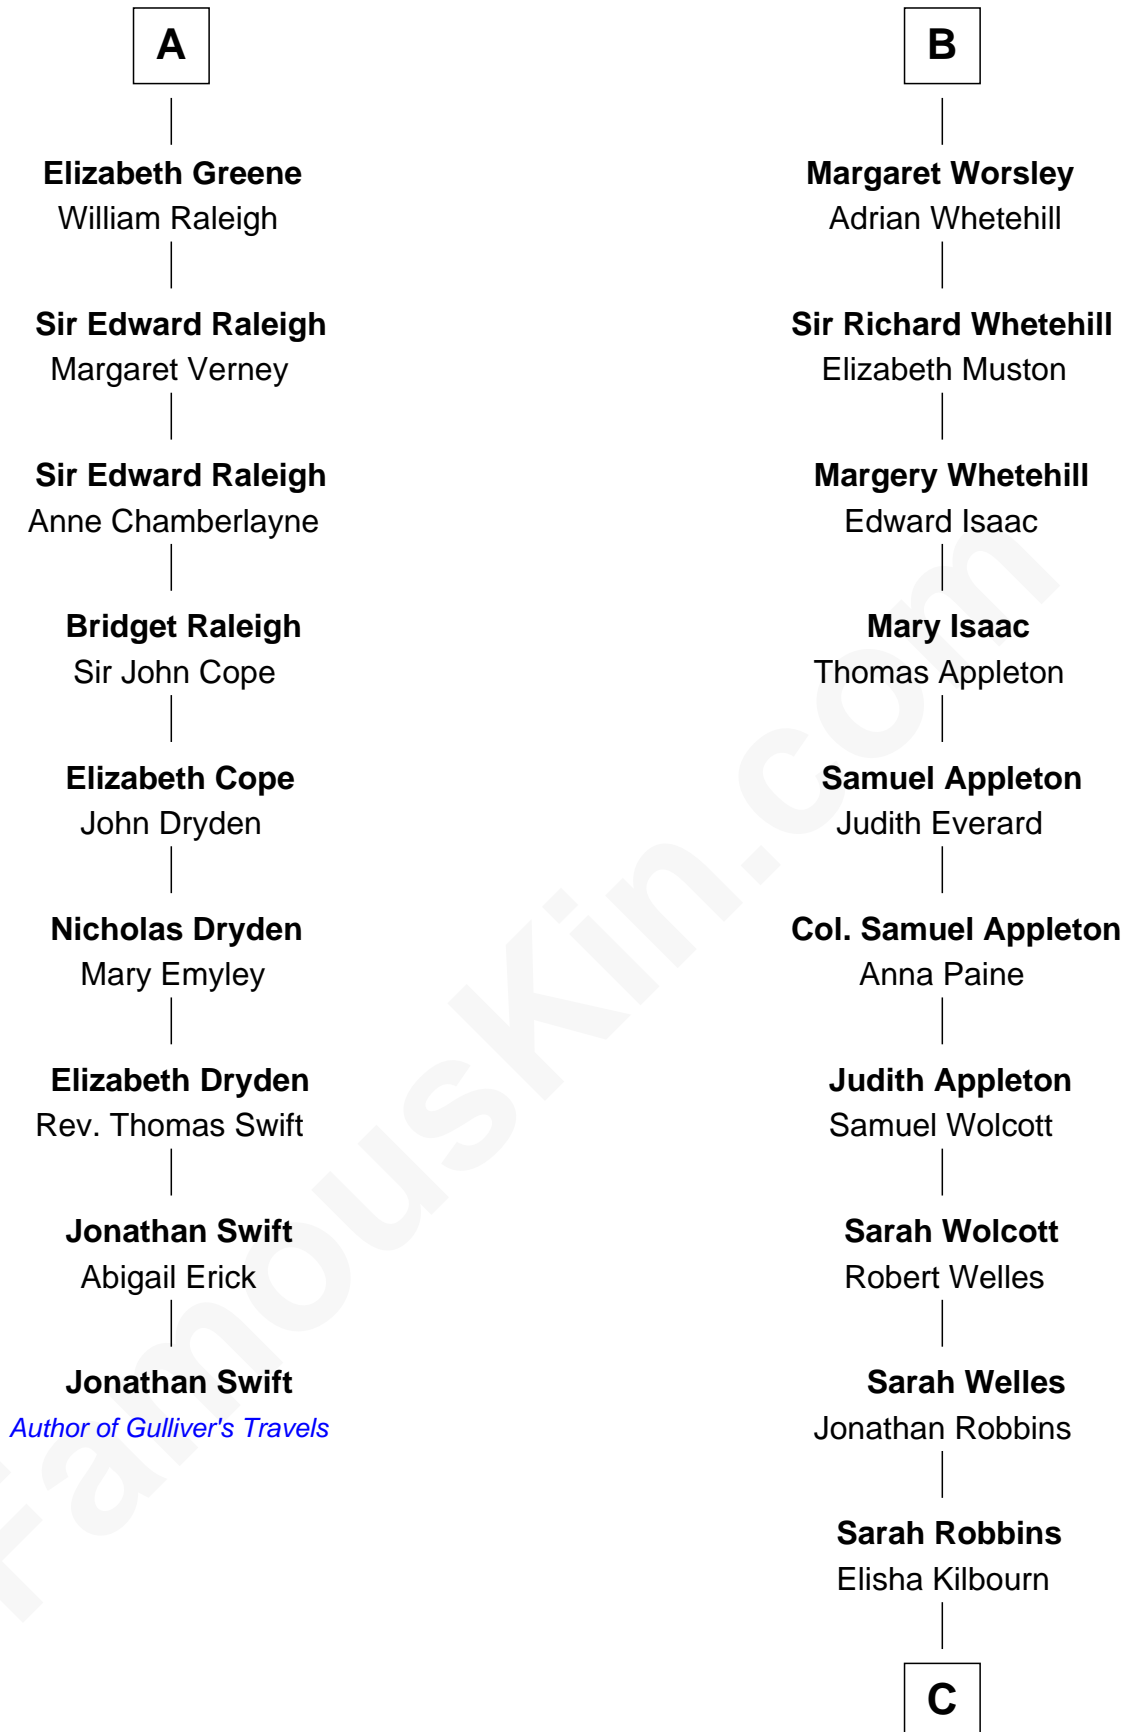 A
Elizabeth Greene
William Raleigh
Sir Edward Raleigh
Margaret Verney
Sir Edward Raleigh
Anne Chamberlayne
Bridget Raleigh
Sir John Cope
Elizabeth Cope
John Dryden
Nicholas Dryden
Mary Emyley
Elizabeth Dryden
Rev. Thomas Swift
Jonathan Swift
Abigail Erick
Jonathan Swift
Author of Gulliver's Travels
B
Margaret Worsley
Adrian Whetehill
Sir Richard Whetehill
Elizabeth Muston
Margery Whetehill
Edward Isaac
Mary Isaac
Thomas Appleton
Samuel Appleton
Judith Everard
Col. Samuel Appleton
Anna Paine
Judith Appleton
Samuel Wolcott
Sarah Wolcott
Robert Welles
Sarah Welles
Jonathan Robbins
Sarah Robbins
Elisha Kilbourn
C
FamousKin.com